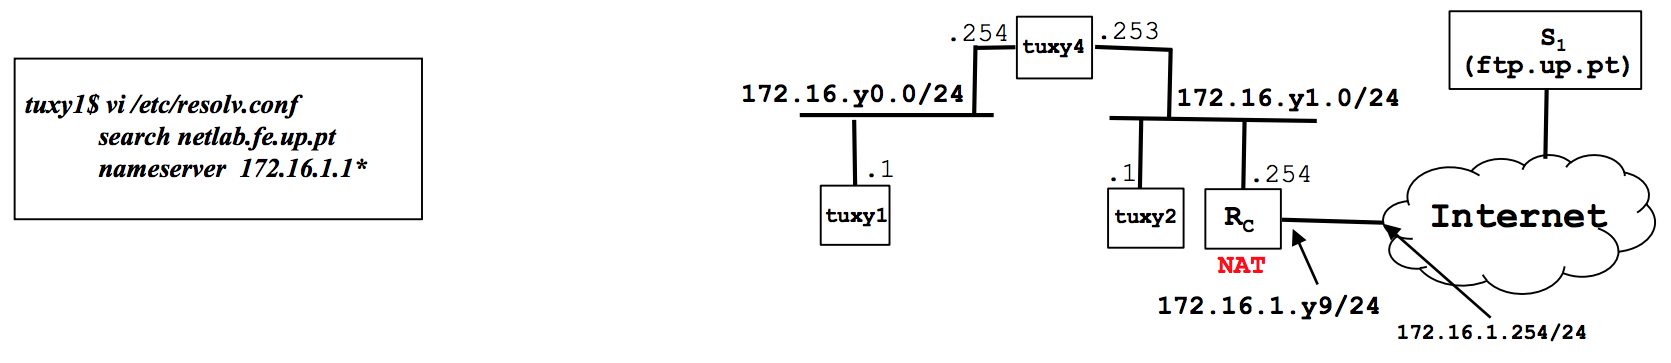 tuxy1$ vi /etc/resolv.conf
search netlab.fe.up.pt
nameserver 172.16.1.1*
.254
tuxy4
.253
172.16.y0.0/24
172.16.y1.0/24
S1
(ftp.up.pt)
.1
tuxy1
.1
tuxy2
.254
RC
NAT
Internet
172.16.1.y9/24
172.16.1.254/24